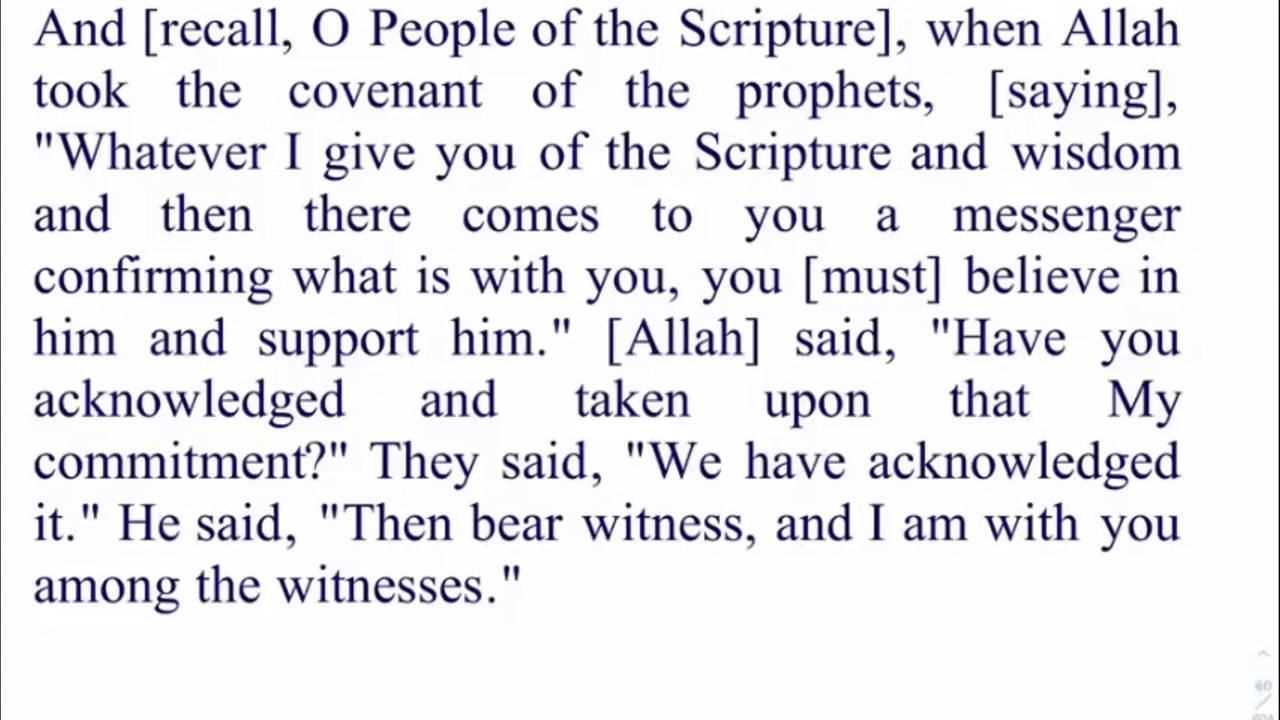 And [recall, O People of the Scripture], when Allah
took the covenant of the prophets, [saying],
"Whatever I give you of the Scripture and wisdom
and then there comes to you a messenger
confirming what is with you, you [must] believe in
him and support him." [Allah] said, "Have you
acknowledged and taken upon that My
commitment?" They said, "We have acknowledged
it." He said, "Then bear witness, and I am with you
among the witnesses."
60